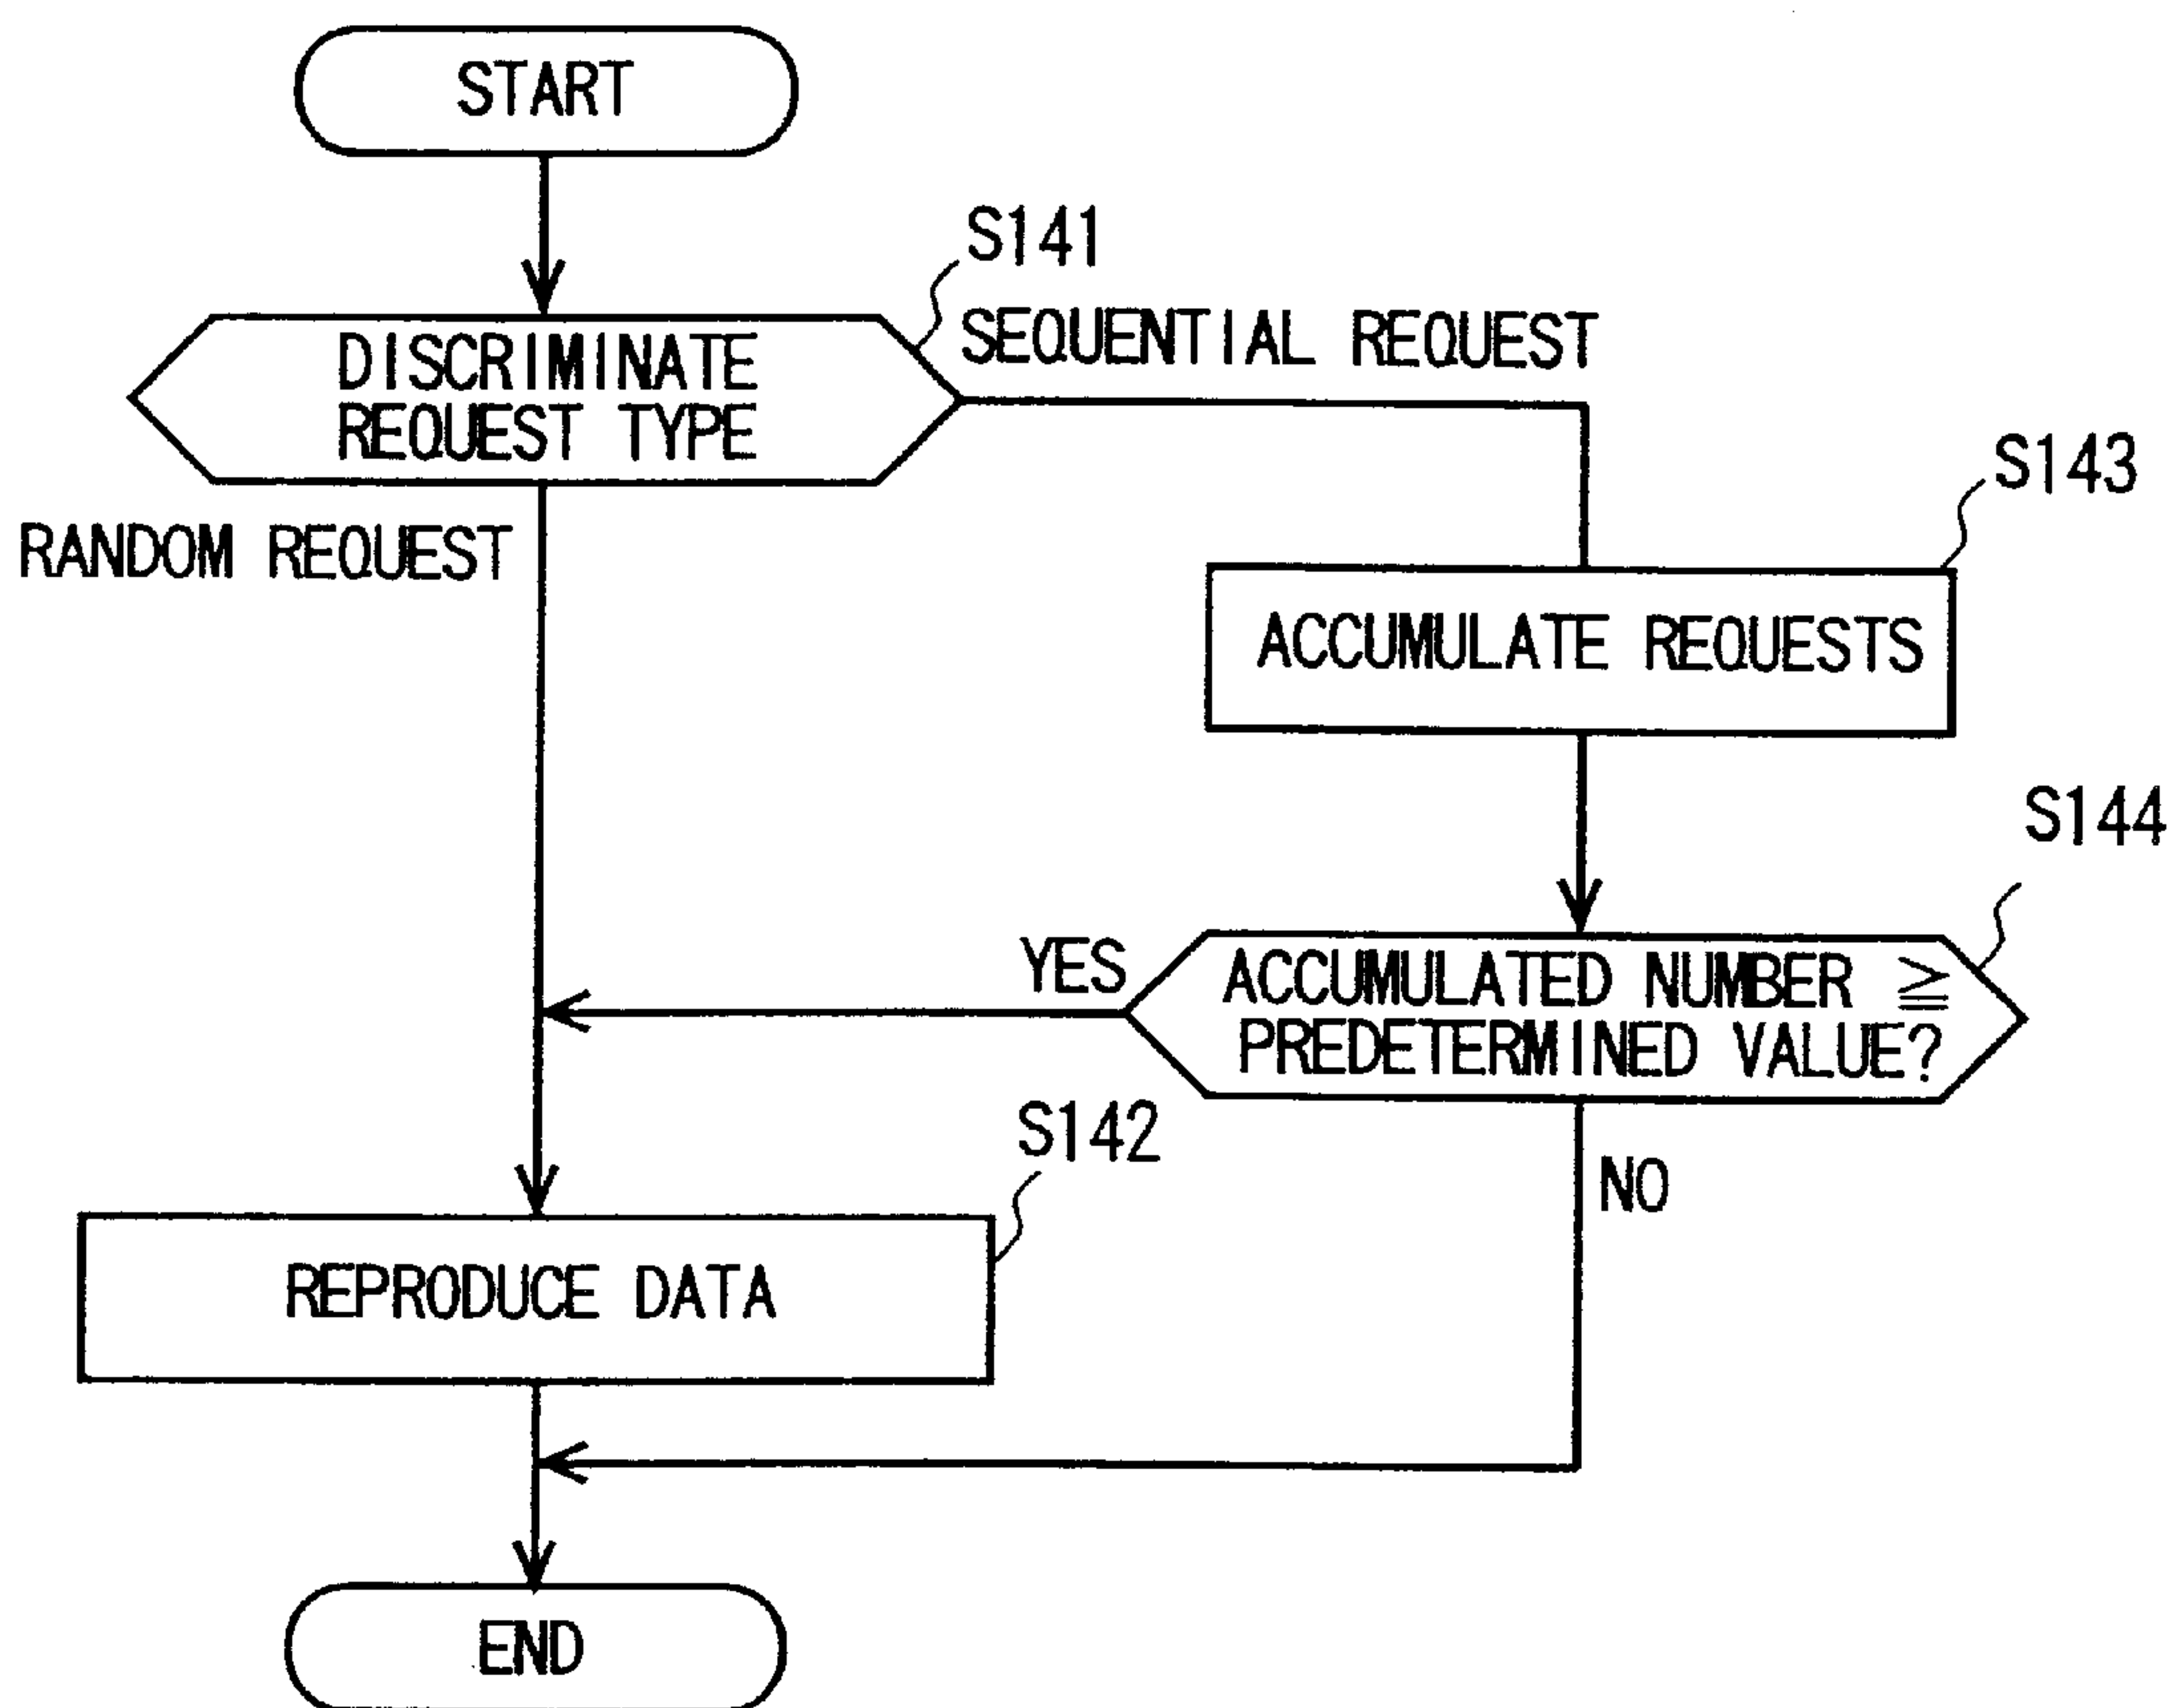 START
S141
SEQUENTIAL REQUEST
DISCRIMINATE
REQUEST TYPE
RANDOM REQUEST
S143
ACCUMULATE REQUESTS
S144
YES
ACCUMULATED NUMBER ≧
PREDETERMINED VALUE?
S142
NO
REPRODUCE DATA
END